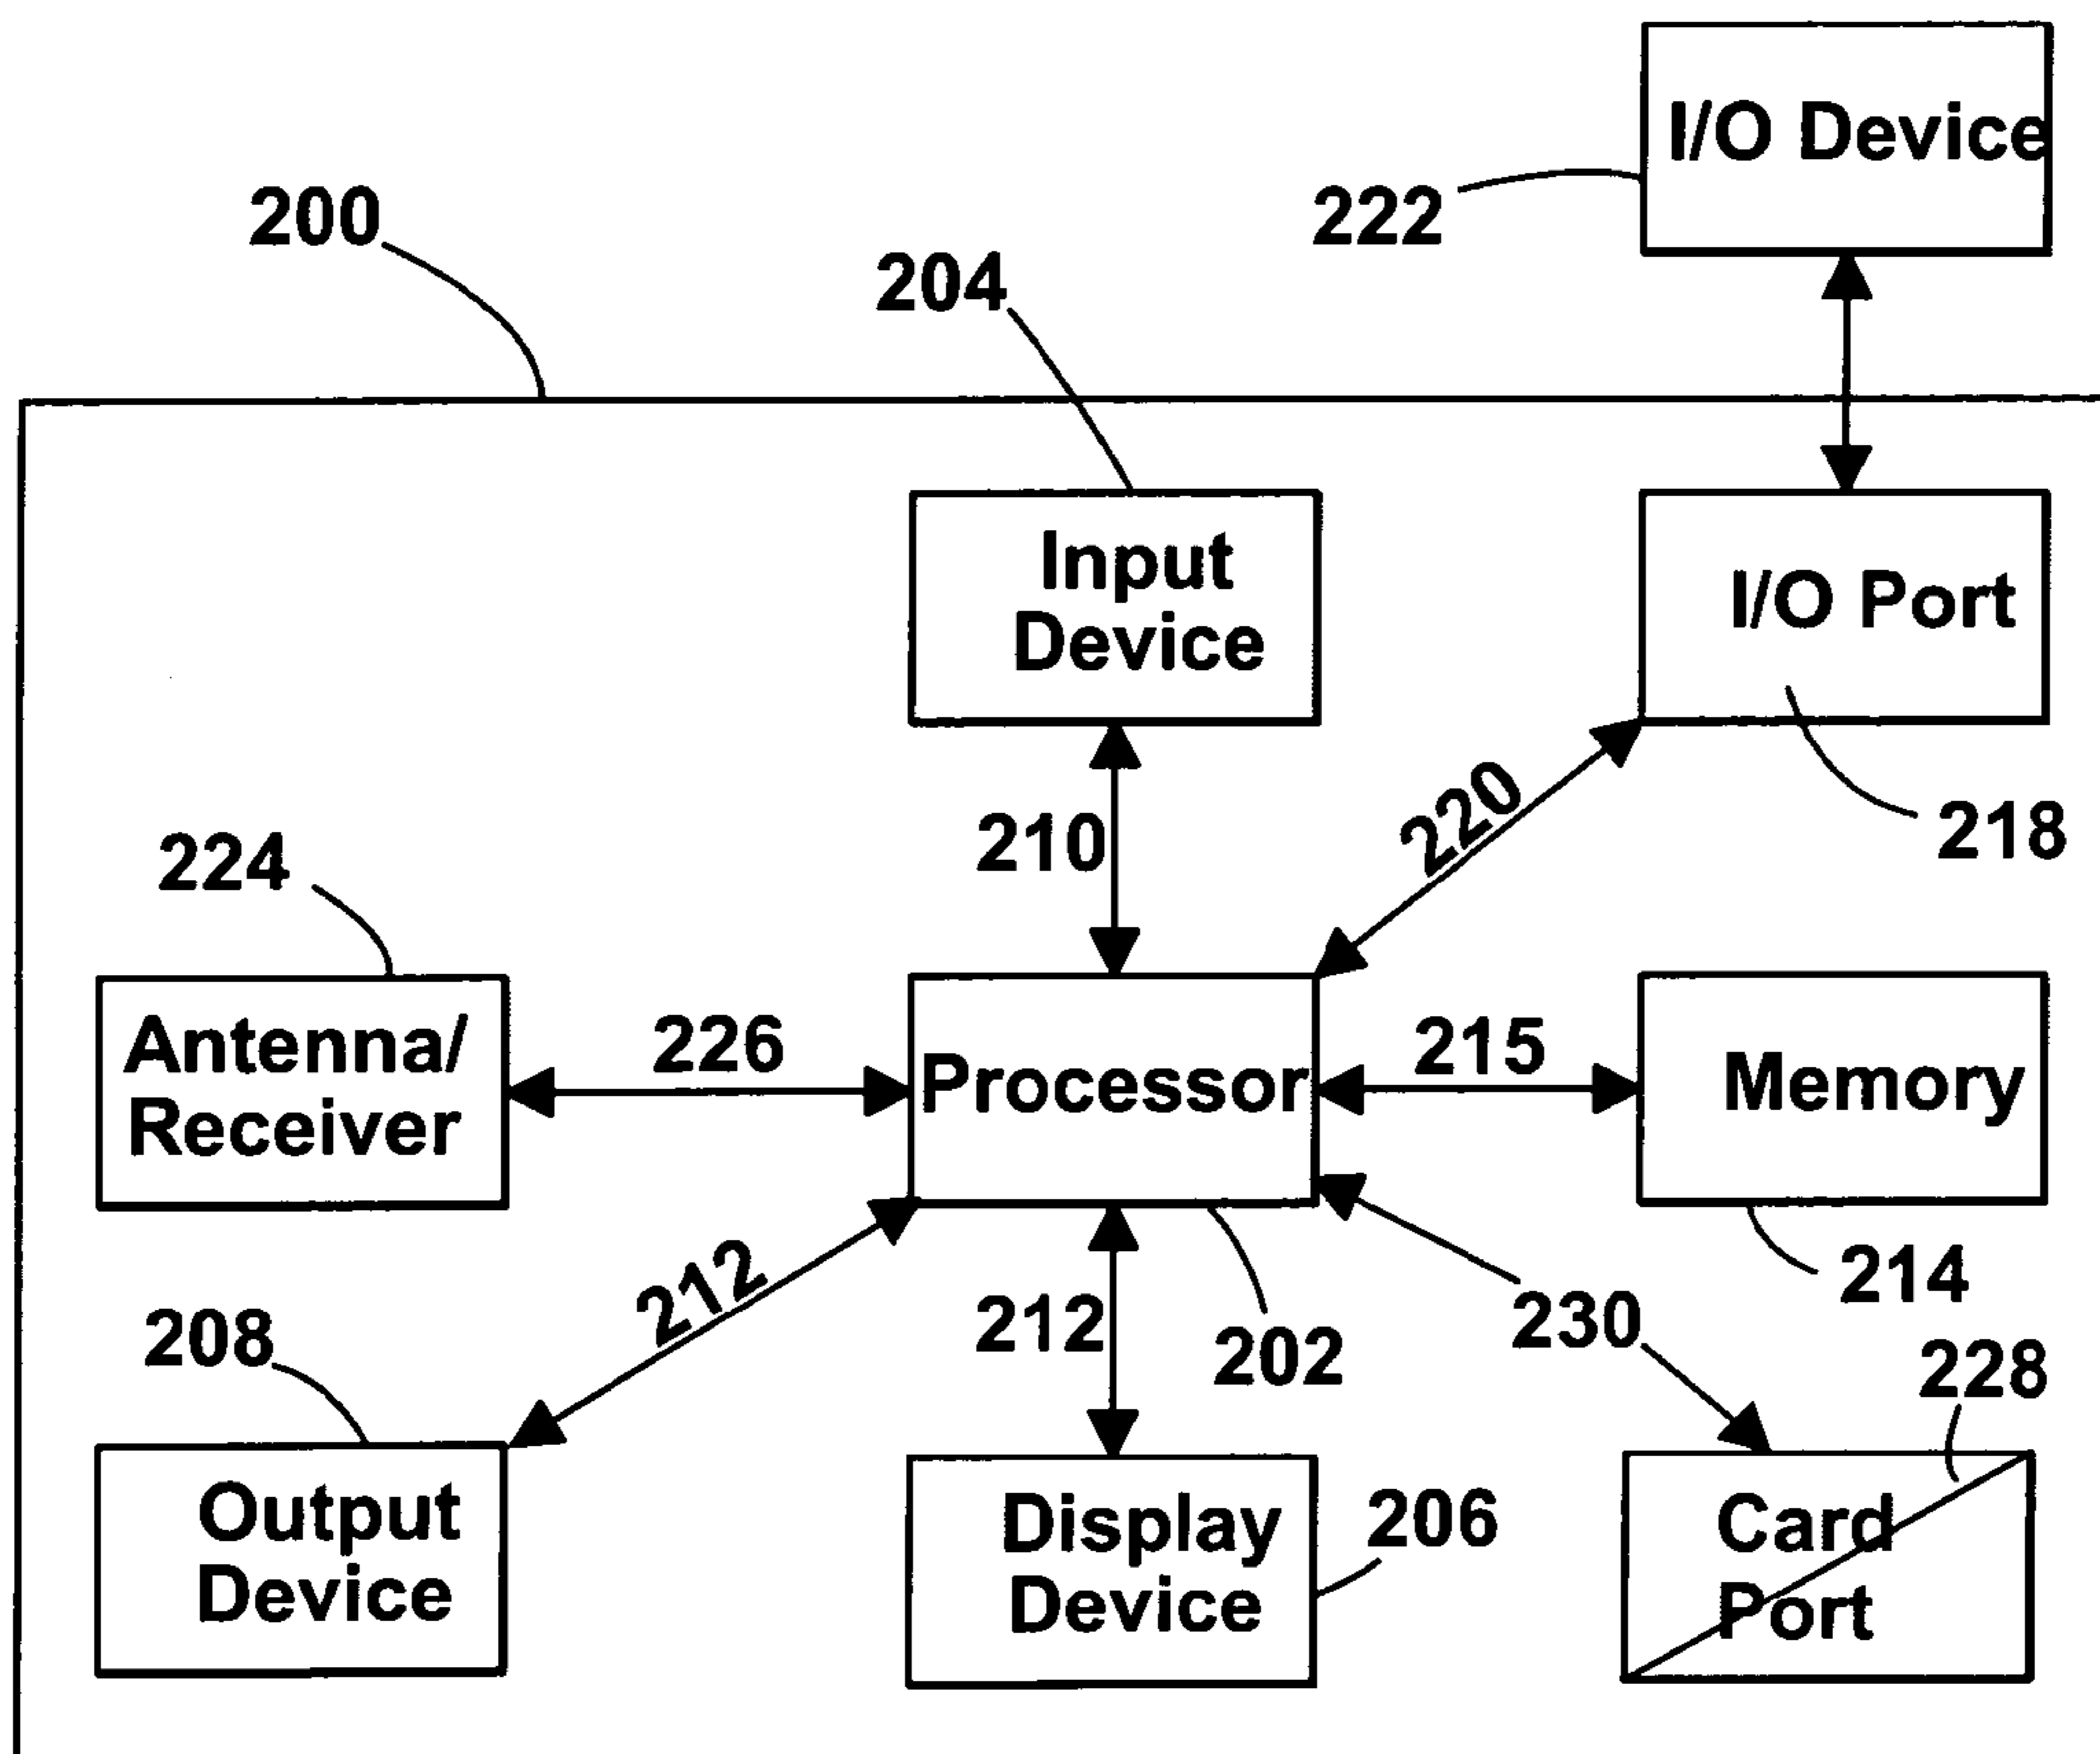 I/O Device
222
200
204
Input
Device
I/O Port
210
220
218
224
Antenna/
Receiver
226
Processor
215
Memory
212
212
202
230
214
208
228
Output
Device
Display
Device
206
Card
Port